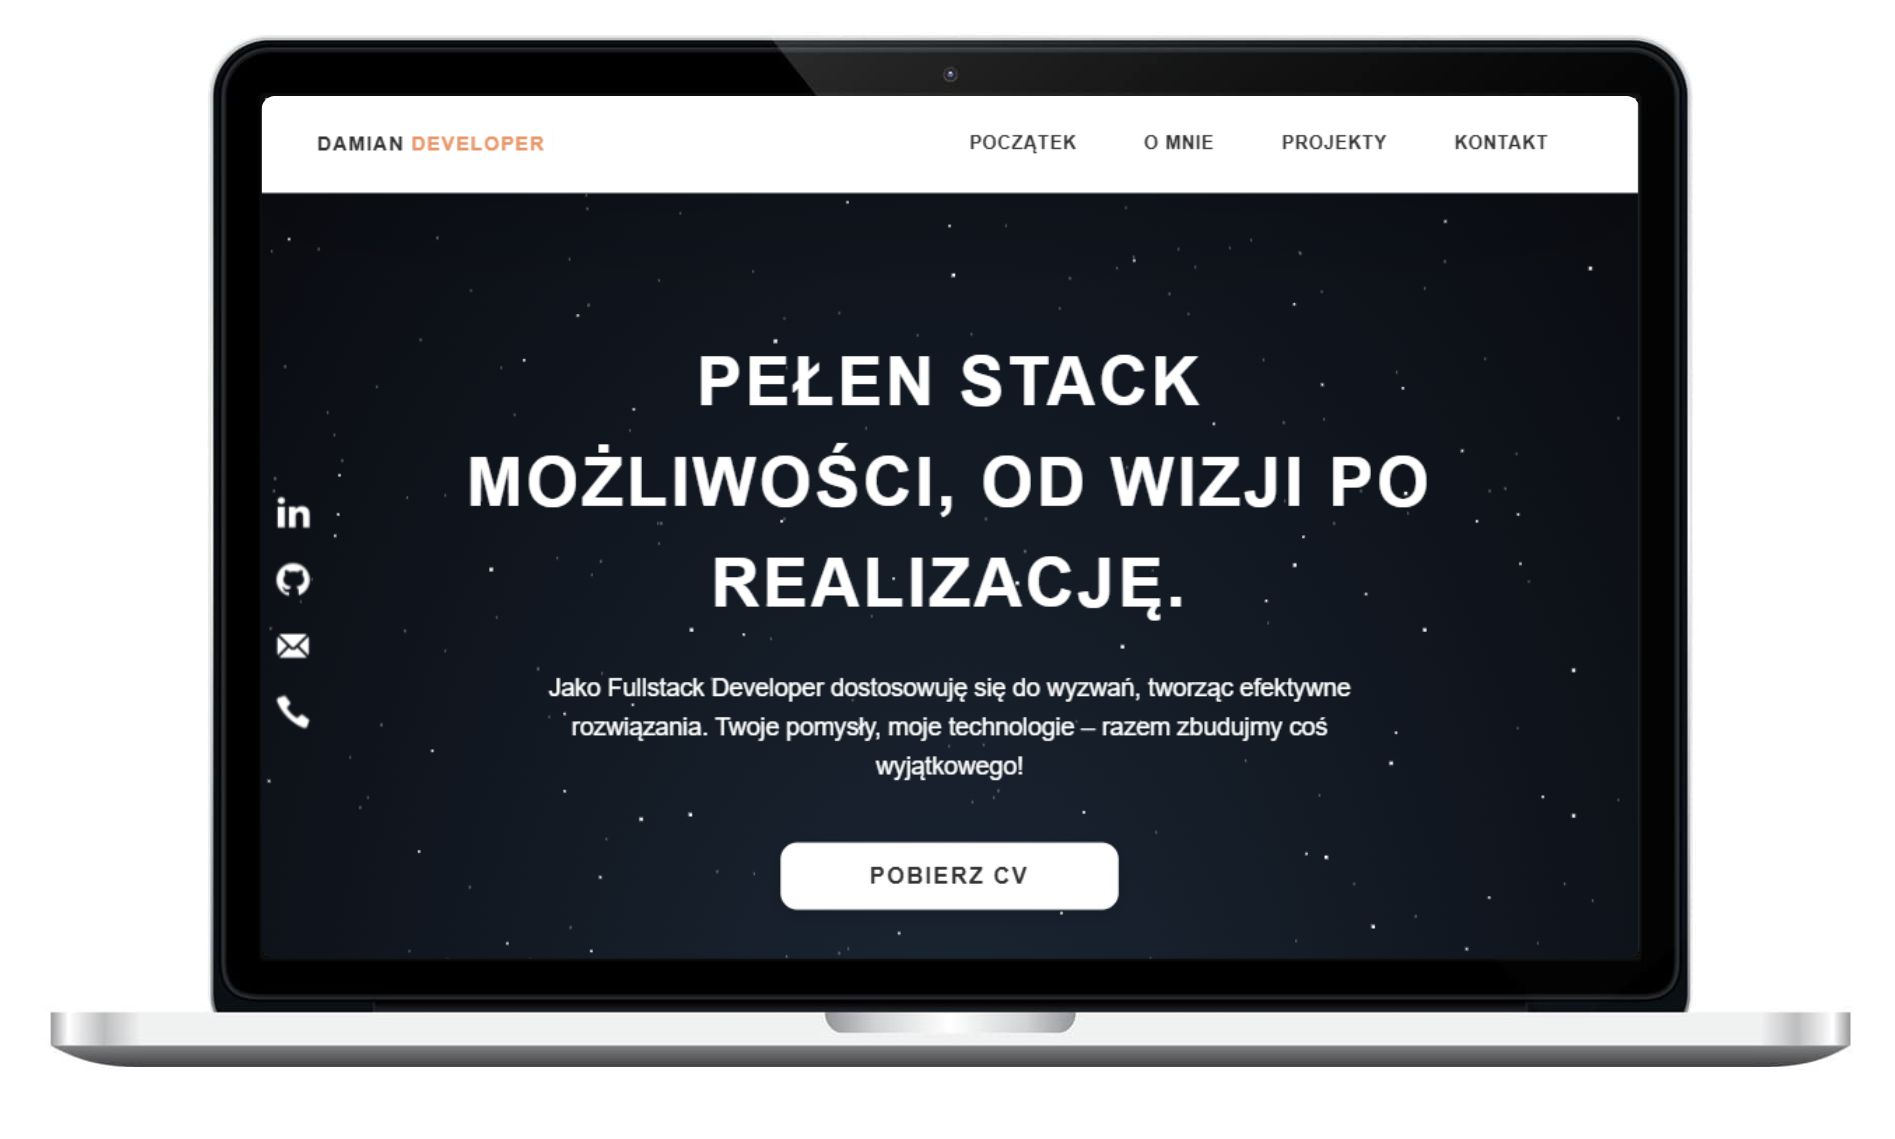 DAMIAN DEVELOPER
POCZĄTEK
O MNIE
PROJEKTY
KONTAKT
PEŁEN STACK
MOŻLIWOŚCI, OD WIZJI PO
REALIZACJĘ.
in
Jako Fullstack Developer dostosowuję się do wyzwań, tworząc efektywne
rozwiązania. Twoje pomysły, moje technologie – razem zbudujmy coś
wyjątkowego!
POBIERZ CV